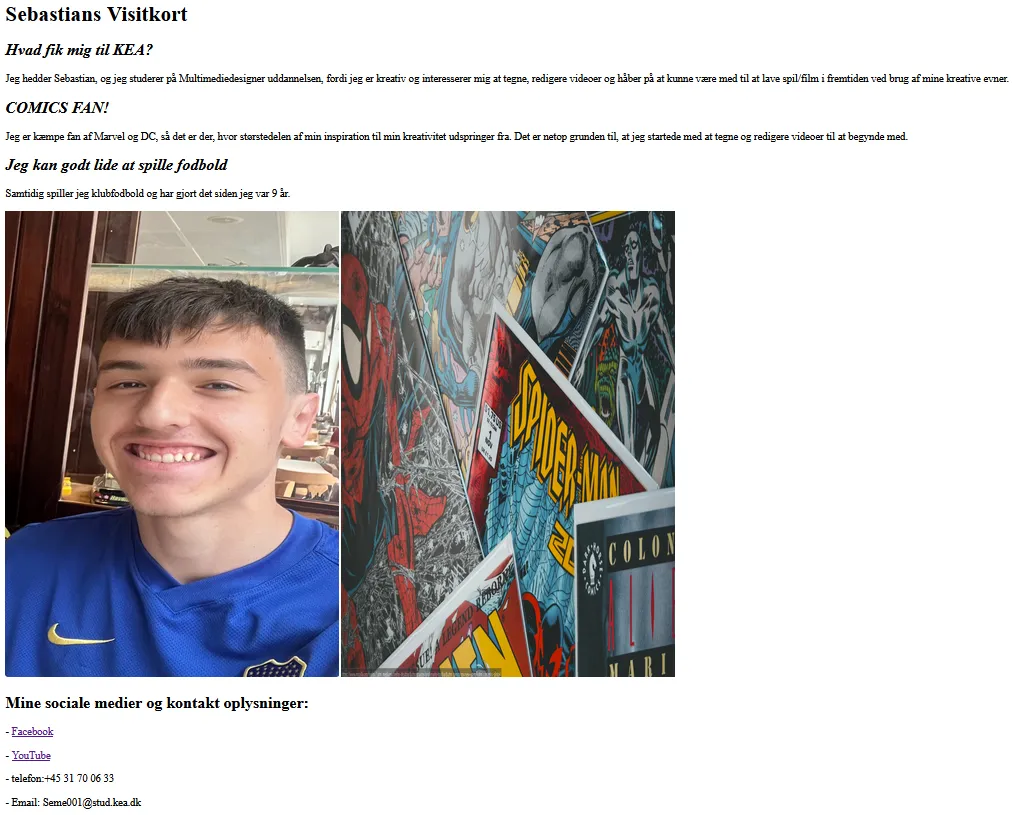 Sebastians Visitkort
Hvad fik mig til KEA?
Jeg hedder Sebastian, og jeg studerer på Multimediedesigner uddannelsen, fordi jeg er kreativ og interesserer mig at tegne, redigere videoer og håber på at kunne være med til at lave spil/film i fremtiden ved brug af mine kreative evner.
COMICS FAN!
Jeg er kæmpe fan af Marvel og DC, så det er der, hvor størstedelen af min inspiration til min kreativitet udspringer fra. Det er netop grunden til, at jeg startede med at tegne og redigere videoer til at begynde med.
Jeg kan godt lide at spille fodbold
Samtidig spiller jeg klubfodbold og har gjort det siden jeg var 9 år.
SPIDER-MAN
COLON
ALI
MARI
Mine sociale medier og kontakt oplysninger:
- Facebook
- YouTube
- telefon:+45 31 70 06 33
- Email: Seme001@stud.kea.dk